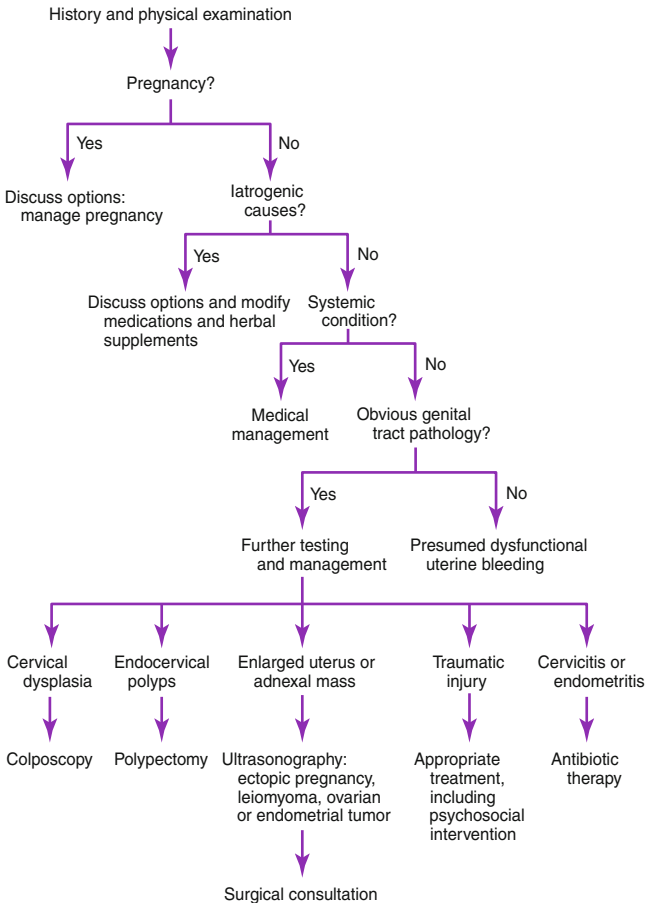 History and physical examination
Pregnancy?
Yes
No
Discuss options:
manage pregnancy
Iatrogenic
causes?
Yes
No
Discuss options and modify
medications and herbal
supplements
Systemic
condition?
Yes
No
Medical
management
Obvious genital
tract pathology?
Yes
No
Further testing
and management
Presumed dysfunctional
uterine bleeding
Cervical
dysplasia
Endocervical
polyps
Enlarged uterus or
adnexal mass
Traumatic
injury
Cervicitis or
endometritis
Colposcopy
Polypectomy
Ultrasonography:
ectopic pregnancy,
leiomyoma, ovarian
or endometrial tumor
Appropriate
treatment,
including
psychosocial
intervention
Antibiotic
therapy
Surgical consultation